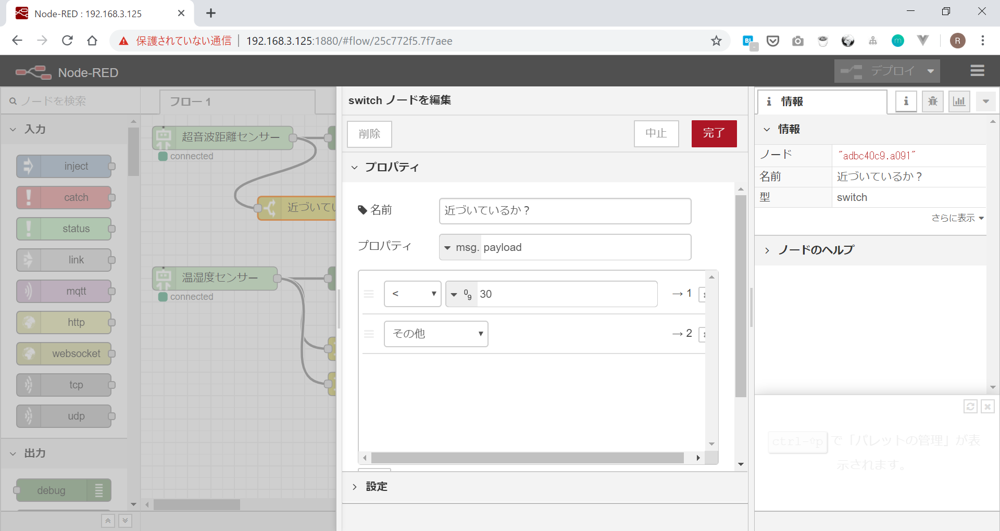 Node-RED : 192.168.3.125
保護されていない通信
192.168.3.125:1880/#flow/25c772f5.7f7aee
R
Node-RED
デプロイ
ノードを検索
入力
inject
catch
status
link
mqtt
http
websocket
tcp
udp
出力
debug
フロー 1
超音波距離センサー
connected
近づいてい
温湿度センサー
connected
switch ノードを編集
削除
中止
完了
プロパティ
名前
近づいているか？
プロパティ
msg. payload
<
30
→ 1
その他
→ 2
設定
情報
情報
ノード
"adbc40c9.a091"
名前
近づいているか？
型
switch
さらに表示
ノードのヘルプ
ctrl-⇧p で「パレットの管理」が表
示されます。